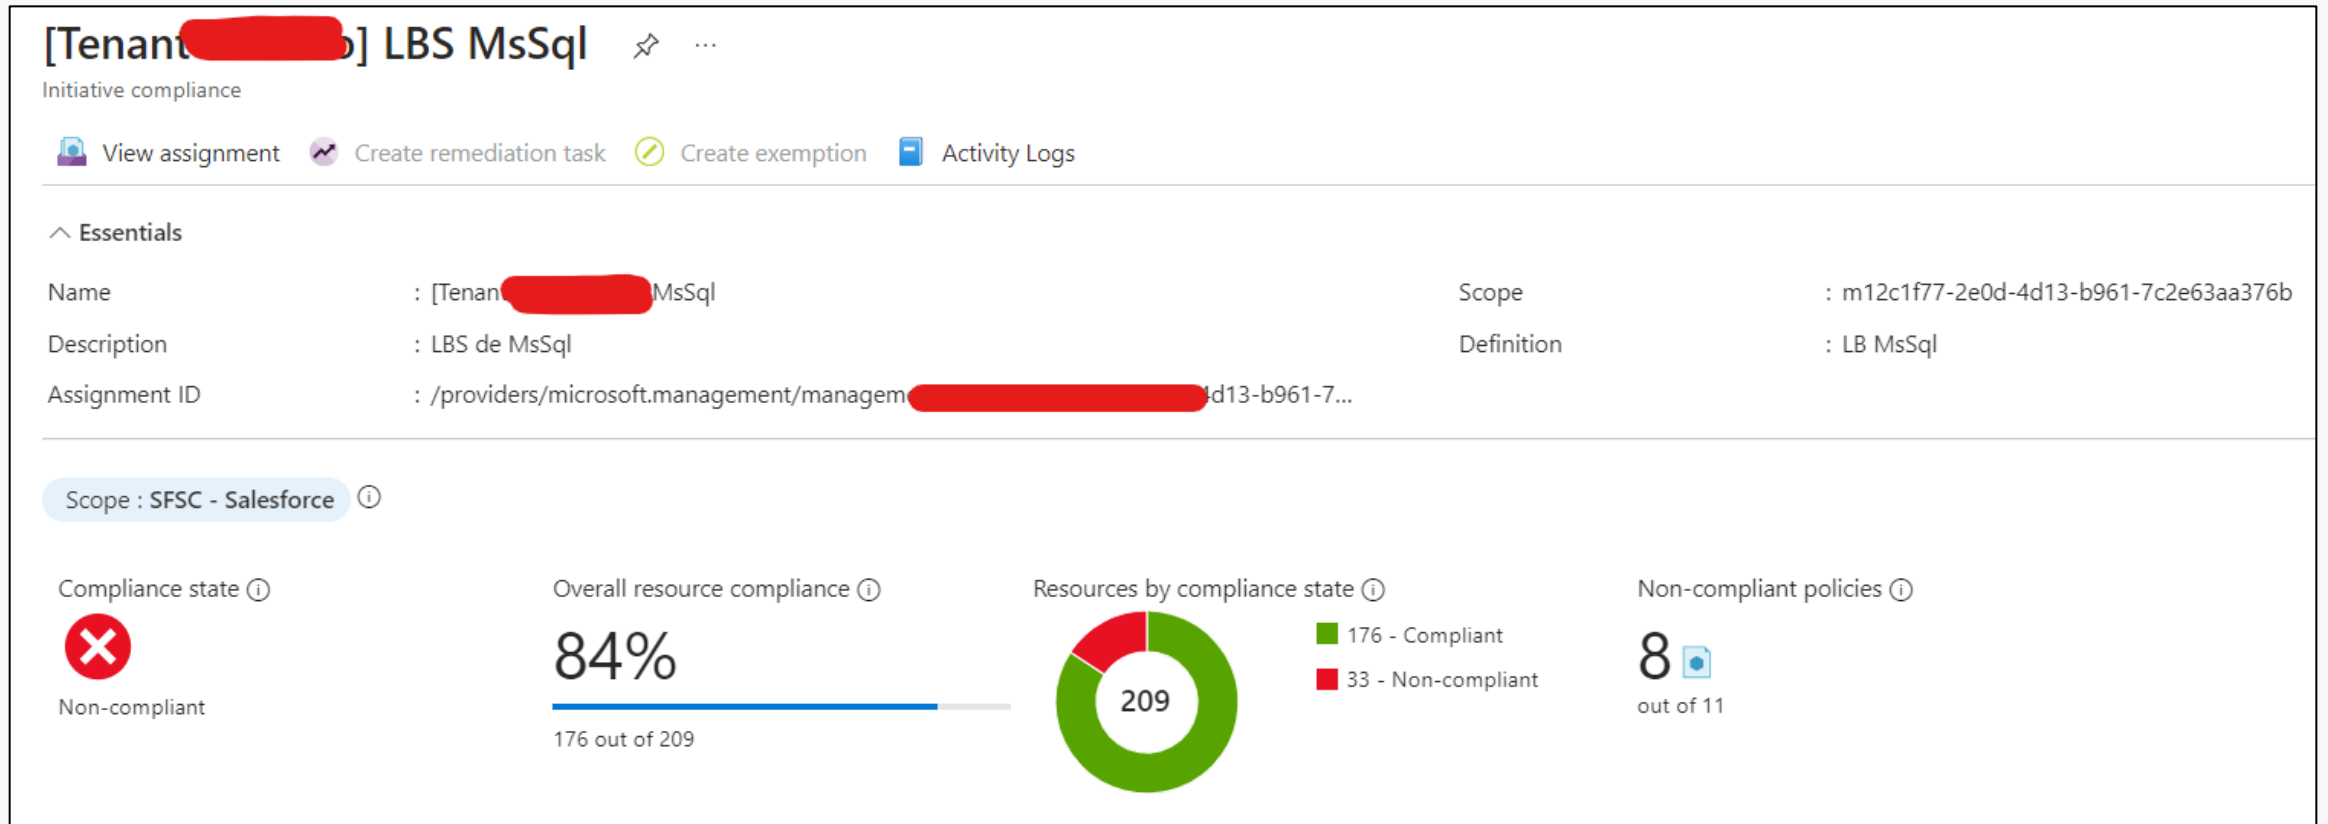 [Tenant ] LBS MsSql ...
Initiative compliance
View assignment Create remediation task Create exemption Activity Logs
Essentials
Name : [Tenan MsSql Scope : m12c1f77-2e0d-4d13-b961-7c2e63aa376b
Description : LBS de MsSql Definition : LB MsSql
Assignment ID : /providers/microsoft.management/managem d13-b961-7...
Scope : SFSC - Salesforce
Compliance state Overall resource compliance Resources by compliance state Non-compliant policies
84% 176 - Compliant 8
209 33 - Non-compliant
Non-compliant 176 out of 209 out of 11